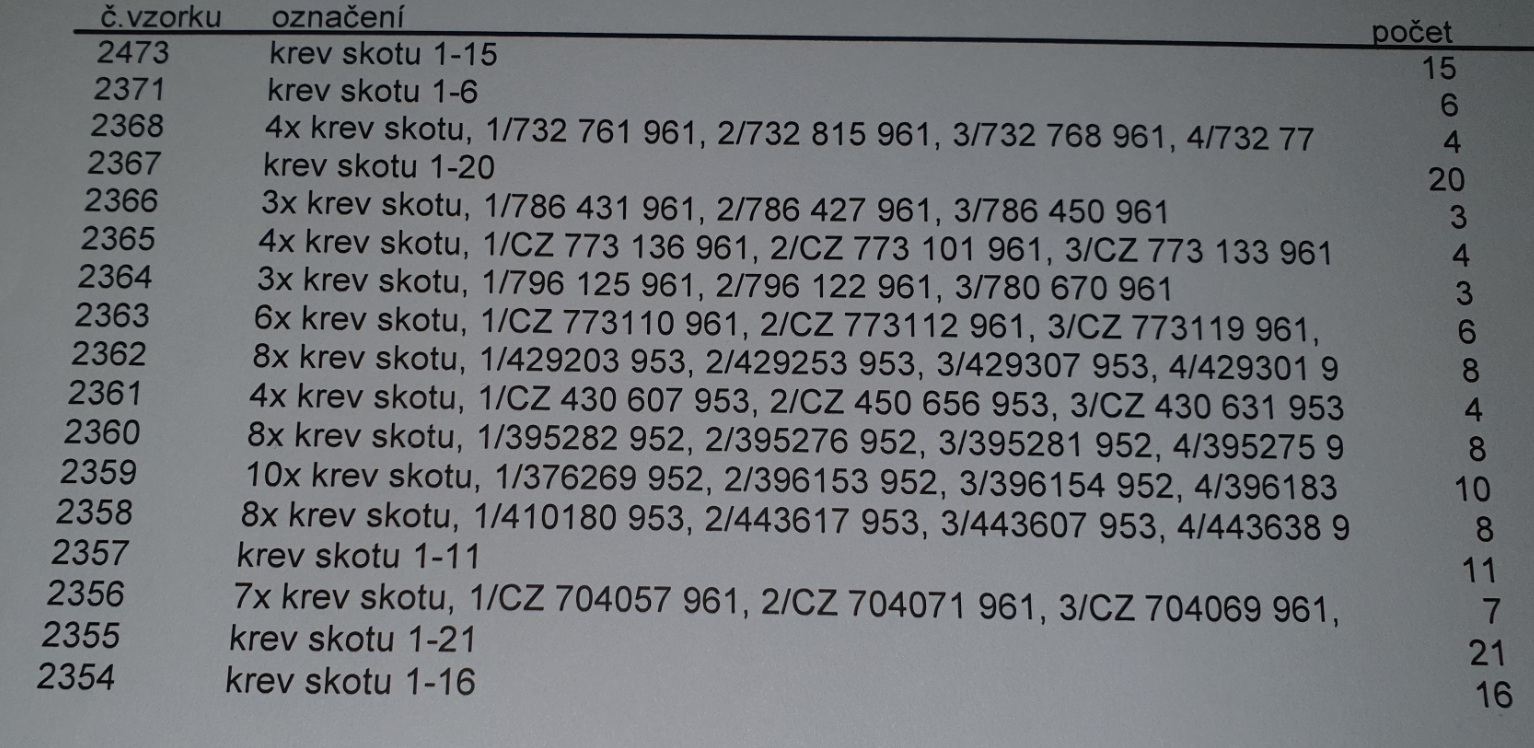 č.vzorku označení počet
2473 krev skotu 1-15 15
2371 krev skotu 1-6 6
2368 4x krev skotu, 1/732 761 961, 2/732 815 961, 3/732 768 961, 4/732 77 4
2367 krev skotu 1-20 20
2366 3x krev skotu, 1/786 431 961, 2/786 427 961, 3/786 450 961 3
2365 4x krev skotu, 1/CZ 773 136 961, 2/CZ 773 101 961, 3/CZ 773 133 961 4
2364 3x krev skotu, 1/796 125 961, 2/796 122 961, 3/780 670 961 3
2363 6x krev skotu, 1/CZ 773110 961, 2/CZ 773112 961, 3/CZ 773119 961, 6
2362 8x krev skotu, 1/429203 953, 2/429253 953, 3/429307 953, 4/429301 9 8
2361 4x krev skotu, 1/CZ 430 607 953, 2/CZ 450 656 953, 3/CZ 430 631 953 4
2360 8x krev skotu, 1/395282 952, 2/395276 952, 3/395281 952, 4/395275 9 8
2359 10x krev skotu, 1/376269 952, 2/396153 952, 3/396154 952, 4/396183 10
2358 8x krev skotu, 1/410180 953, 2/443617 953, 3/443607 953, 4/443638 9 8
2357 krev skotu 1-11 11
2356 7x krev skotu, 1/CZ 704057 961, 2/CZ 704071 961, 3/CZ 704069 961, 7
2355 krev skotu 1-21 21
2354 krev skotu 1-16 16